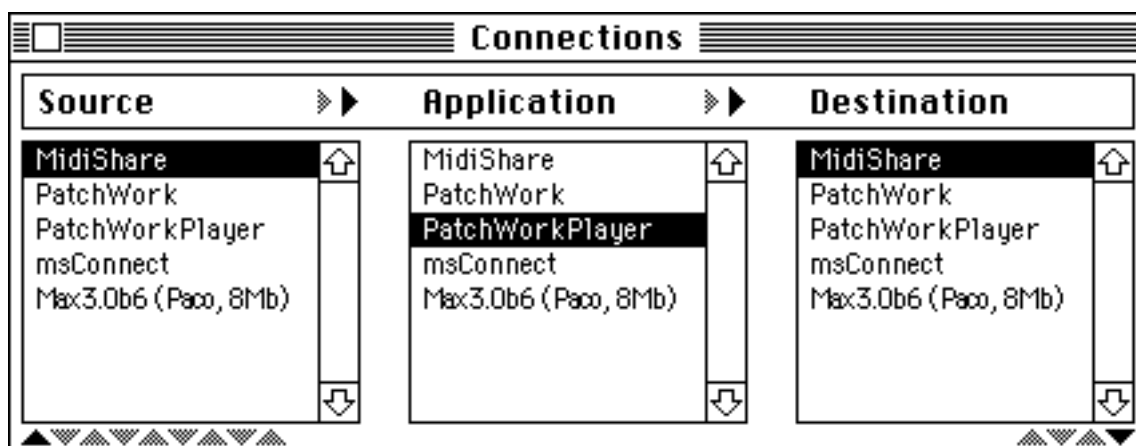 Connections
Source Application Destination
MidiShare MidiShare MidiShare
PatchWork PatchWork PatchWork
PatchWorkPlayer PatchWorkPlayer PatchWorkPlayer
msConnect msConnect msConnect
Max3.0b6 (Paco, 8Mb) Max3.0b6 (Paco, 8Mb) Max3.0b6 (Paco, 8Mb)